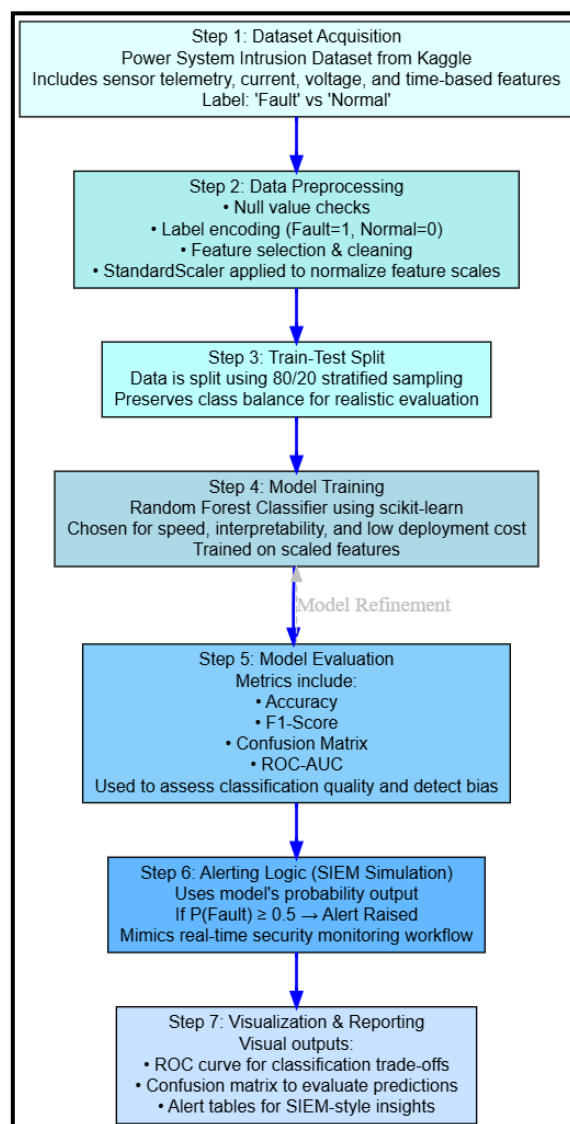 Step 1: Dataset Acquisition
Power System Intrusion Dataset from Kaggle
Includes sensor telemetry, current, voltage, and time-based features
Label: 'Fault' vs 'Normal'
Step 2: Data Preprocessing
• Null value checks
• Label encoding (Fault=1, Normal=0)
• Feature selection & cleaning
• StandardScaler applied to normalize feature scales
Step 3: Train-Test Split
Data is split using 80/20 stratified sampling
Preserves class balance for realistic evaluation
Step 4: Model Training
Random Forest Classifier using scikit-learn
Chosen for speed, interpretability, and low deployment cost
Trained on scaled features
Model Refinement
Step 5: Model Evaluation
Metrics include:
• Accuracy
• F1-Score
• Confusion Matrix
• ROC-AUC
Used to assess classification quality and detect bias
Step 6: Alerting Logic (SIEM Simulation)
Uses model's probability output
If P(Fault) ≥ 0.5 → Alert Raised
Mimics real-time security monitoring workflow
Step 7: Visualization & Reporting
Visual outputs:
• ROC curve for classification trade-offs
• Confusion matrix to evaluate predictions
• Alert tables for SIEM-style insights